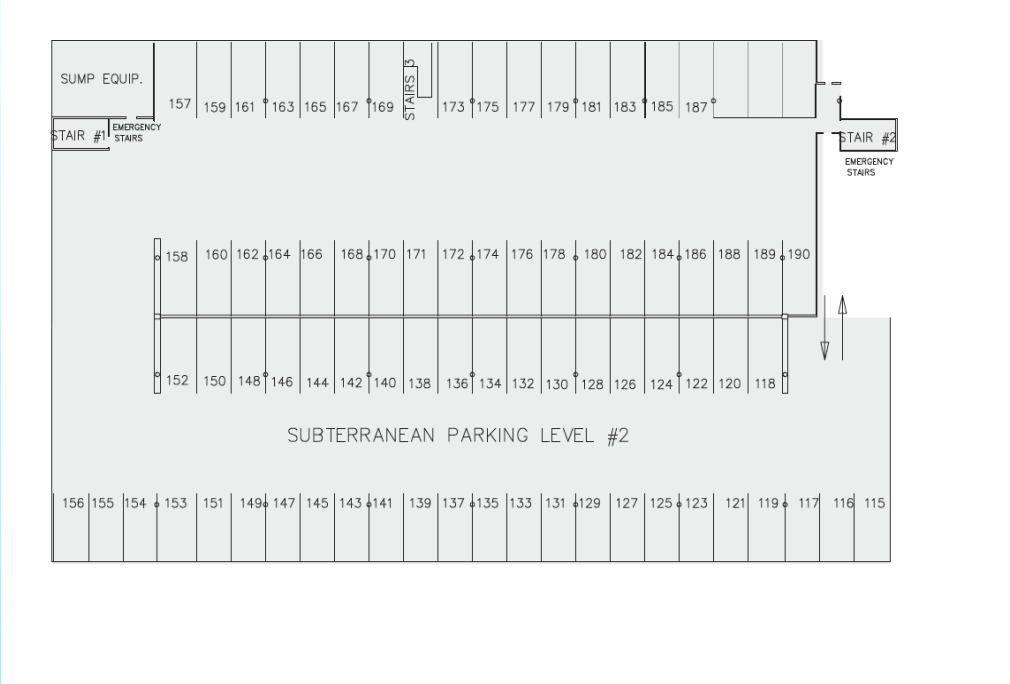 SUMP EQUIP.
157 159 161 163 165 167 169 STAIRS 3 173 175 177 179 181 183 185 187
STAIR #1
EMERGENCY
STAIRS
STAIR #2
EMERGENCY
STAIRS
158 160 162 164 166 168 170 171 172 174 176 178 180 182 184 186 188 189 190
152 150 148 146 144 142 140 138 136 134 132 130 128 126 124 122 120 118
SUBTERRANEAN PARKING LEVEL #2
156 155 154 153 151 149 147 145 143 141 139 137 135 133 131 129 127 125 123 121 119 117 116 115